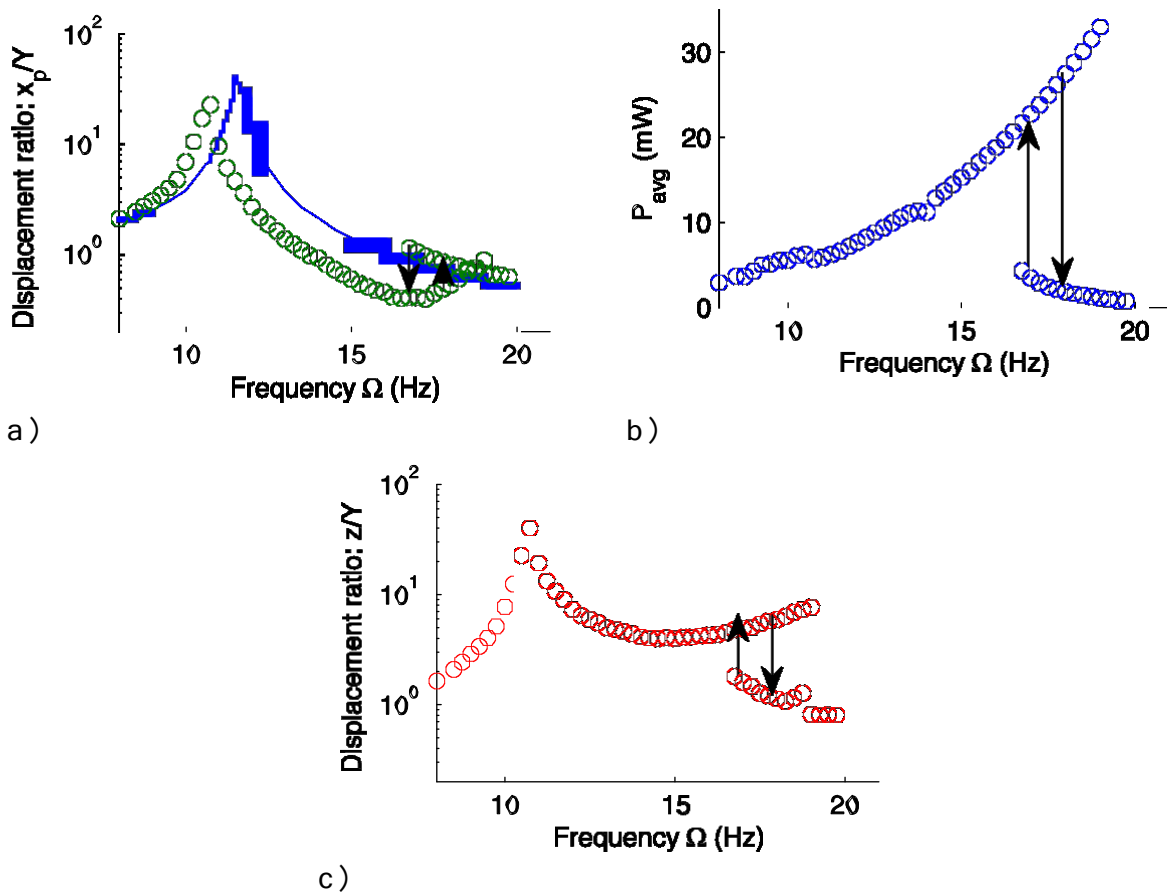 10²
10¹
10⁰
Displacement ratio: xₚ/Y
10
15
20
Frequency Ω (Hz)
a)
30
20
10
0
P_avg (mW)
10
15
20
Frequency Ω (Hz)
b)
10²
10¹
10⁰
Displacement ratio: z/Y
10
15
20
Frequency Ω (Hz)
c)